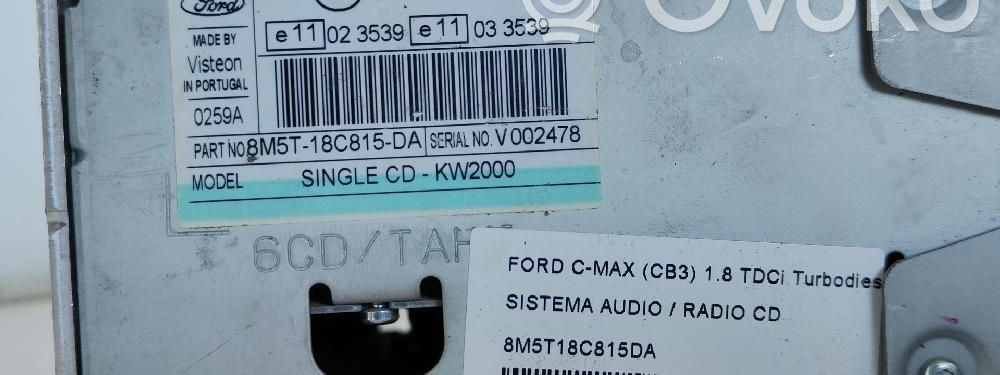 Ford
Ovoko
MADE BY
Visteon
IN PORTUGAL
0259A
e11 02 3539 e11 03 3539
PART NO 8M5T-18C815-DA SERIAL NO. V002478
MODEL SINGLE CD - KW2000
6CD/TAH
FORD C-MAX (CB3) 1.8 TDCi Turbodies
SISTEMA AUDIO / RADIO CD
8M5T18C815DA